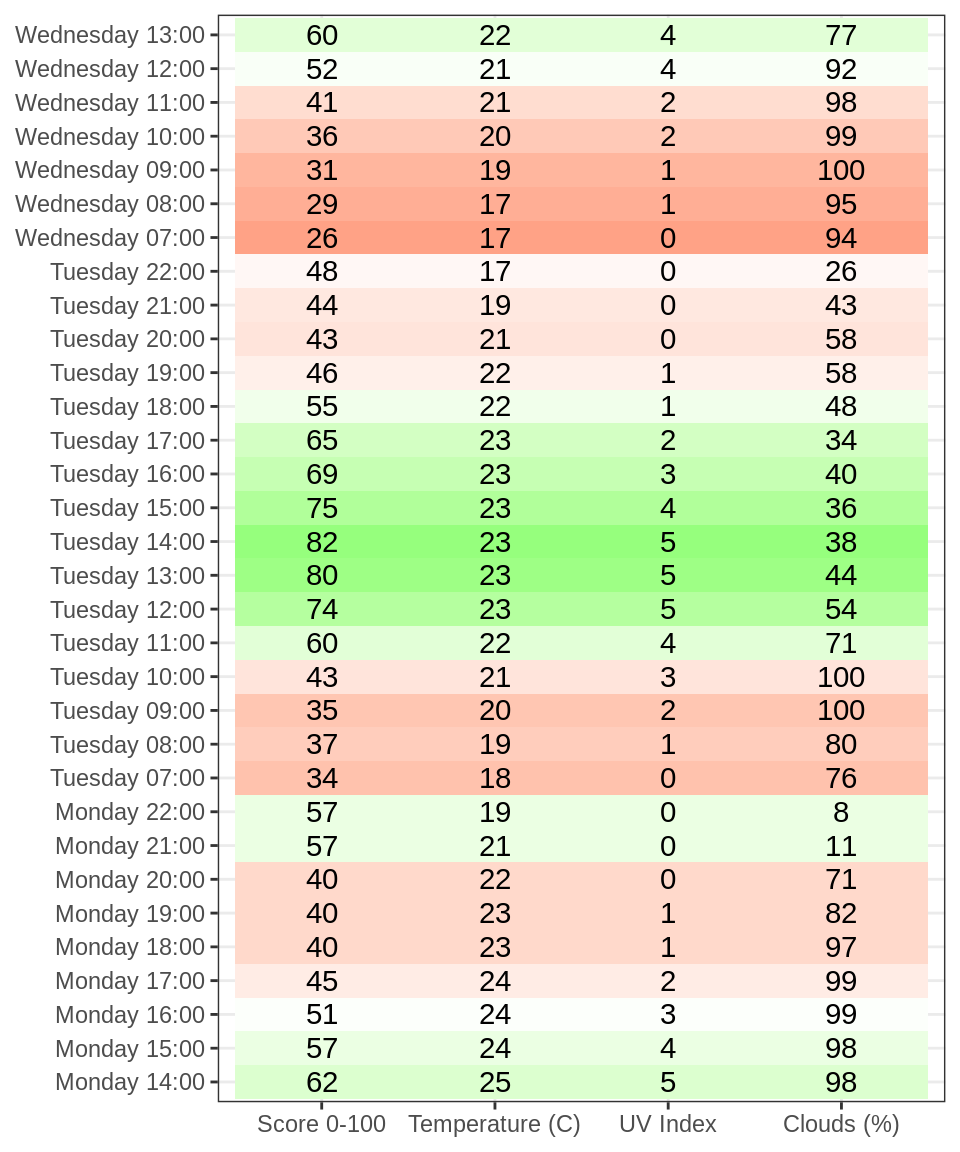 Wednesday 13:00 60 22 4 77
Wednesday 12:00 52 21 4 92
Wednesday 11:00 41 21 2 98
Wednesday 10:00 36 20 2 99
Wednesday 09:00 31 19 1 100
Wednesday 08:00 29 17 1 95
Wednesday 07:00 26 17 0 94
Tuesday 22:00 48 17 0 26
Tuesday 21:00 44 19 0 43
Tuesday 20:00 43 21 0 58
Tuesday 19:00 46 22 1 58
Tuesday 18:00 55 22 1 48
Tuesday 17:00 65 23 2 34
Tuesday 16:00 69 23 3 40
Tuesday 15:00 75 23 4 36
Tuesday 14:00 82 23 5 38
Tuesday 13:00 80 23 5 44
Tuesday 12:00 74 23 5 54
Tuesday 11:00 60 22 4 71
Tuesday 10:00 43 21 3 100
Tuesday 09:00 35 20 2 100
Tuesday 08:00 37 19 1 80
Tuesday 07:00 34 18 0 76
Monday 22:00 57 19 0 8
Monday 21:00 57 21 0 11
Monday 20:00 40 22 0 71
Monday 19:00 40 23 1 82
Monday 18:00 40 23 1 97
Monday 17:00 45 24 2 99
Monday 16:00 51 24 3 99
Monday 15:00 57 24 4 98
Monday 14:00 62 25 5 98
Score 0-100 Temperature (C) UV Index Clouds (%)